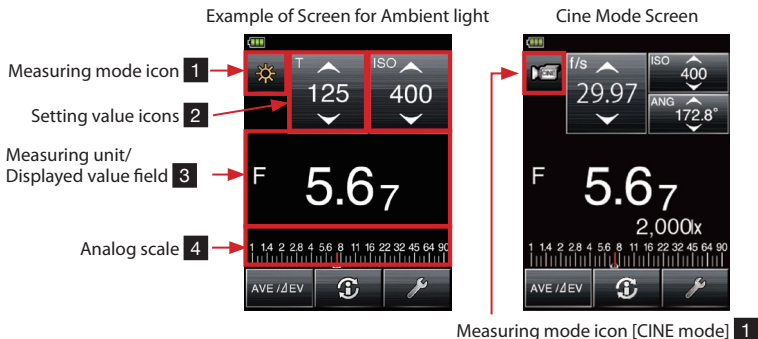 Example of Screen for Ambient light
Cine Mode Screen
Measuring mode icon 1
Setting value icons 2
Measuring unit/
Displayed value field 3
Analog scale 4
T
125
ISO
400
F
5.67
1 1.4 2 2.8 4 5.6 8 11 16 22 32 45 64 90
AVE /⊿EV
CINE
f/s
29.97
ISO
400
ANG
172.8°
F
5.67
2,000lx
1 1.4 2 2.8 4 5.6 8 11 16 22 32 45 64 90
AVE /⊿EV
Measuring mode icon [CINE mode] 1